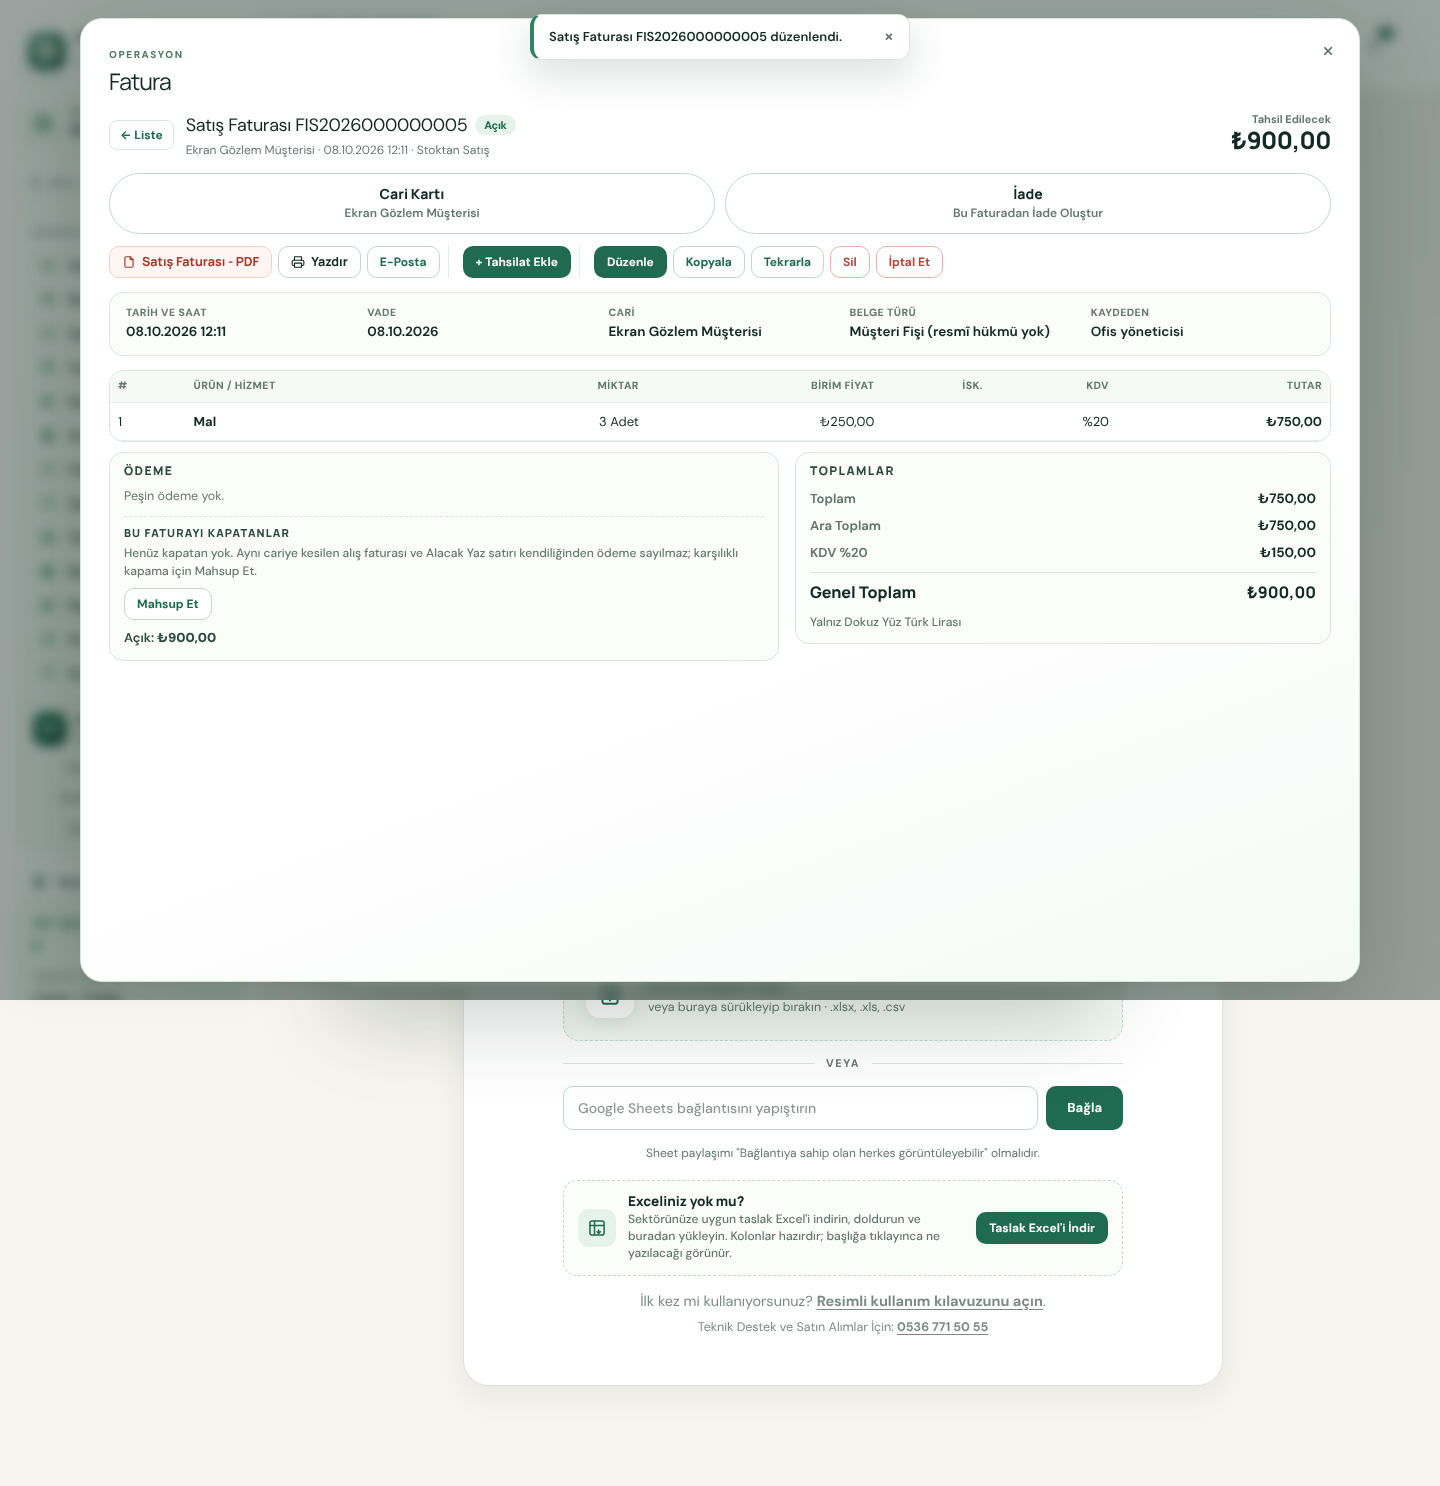 Satış Faturası FIS2026000000005 düzenlendi.
×
OPERASYON
Fatura
×
← Liste
Satış Faturası FIS2026000000005 Açık
Ekran Gözlem Müşterisi · 08.10.2026 12:11 · Stoktan Satış
Tahsil Edilecek
₺900,00
Cari Kartı
Ekran Gözlem Müşterisi
İade
Bu Faturadan İade Oluştur
Satış Faturası - PDF
Yazdır
E-Posta
+ Tahsilat Ekle
Düzenle
Kopyala
Tekrarla
Sil
İptal Et
TARİH VE SAAT
08.10.2026 12:11
VADE
08.10.2026
CARİ
Ekran Gözlem Müşterisi
BELGE TÜRÜ
Müşteri Fişi (resmî hükmü yok)
KAYDEDEN
Ofis yöneticisi
# ÜRÜN / HİZMET MİKTAR BİRİM FİYAT İSK. KDV TUTAR
1 Mal 3 Adet ₺250,00 %20 ₺750,00
ÖDEME
Peşin ödeme yok.
BU FATURAYI KAPATANLAR
Henüz kapatan yok. Aynı cariye kesilen alış faturası ve Alacak Yaz satırı kendiliğinden ödeme sayılmaz; karşılıklı
kapama için Mahsup Et.
Mahsup Et
Açık: ₺900,00
TOPLAMLAR
Toplam ₺750,00
Ara Toplam ₺750,00
KDV %20 ₺150,00
Genel Toplam ₺900,00
Yalnız Dokuz Yüz Türk Lirası
veya buraya sürükleyip bırakın · .xlsx, .xls, .csv
VEYA
Google Sheets bağlantısını yapıştırın
Bağla
Sheet paylaşımı "Bağlantıya sahip olan herkes görüntüleyebilir" olmalıdır.
Exceliniz yok mu?
Sektörünüze uygun taslak Excel'i indirin, doldurun ve
buradan yükleyin. Kolonlar hazırdır; başlığa tıklayınca ne
yazılacağı görünür.
Taslak Excel'i İndir
İlk kez mi kullanıyorsunuz? Resimli kullanım kılavuzunu açın.
Teknik Destek ve Satın Alımlar İçin: 0536 771 50 55